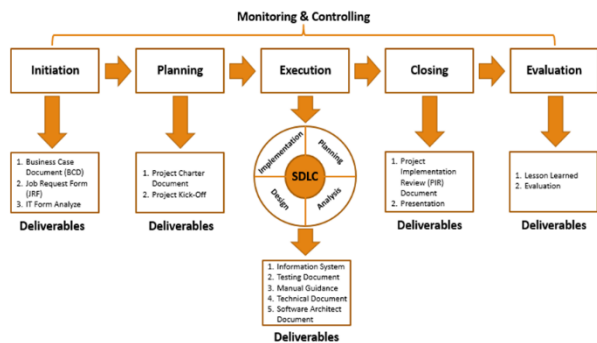 Monitoring & Controlling
Initiation
Planning
Execution
Closing
Evaluation
1. Business Case
Document (BCD)
2. Job Request Form
(JRF)
3. IT Form Analyze
Deliverables
1. Project Charter
Document
2. Project Kick-Off
Deliverables
Implementation
Planning
SDLC
Design
Analysis
1. Information System
2. Testing Document
3. Manual Guidance
4. Technical Document
5. Software Architect
Document
Deliverables
1. Project
Implementation
Review (PIR)
Document
2. Presentation
Deliverables
1. Lesson Learned
2. Evaluation
Deliverables